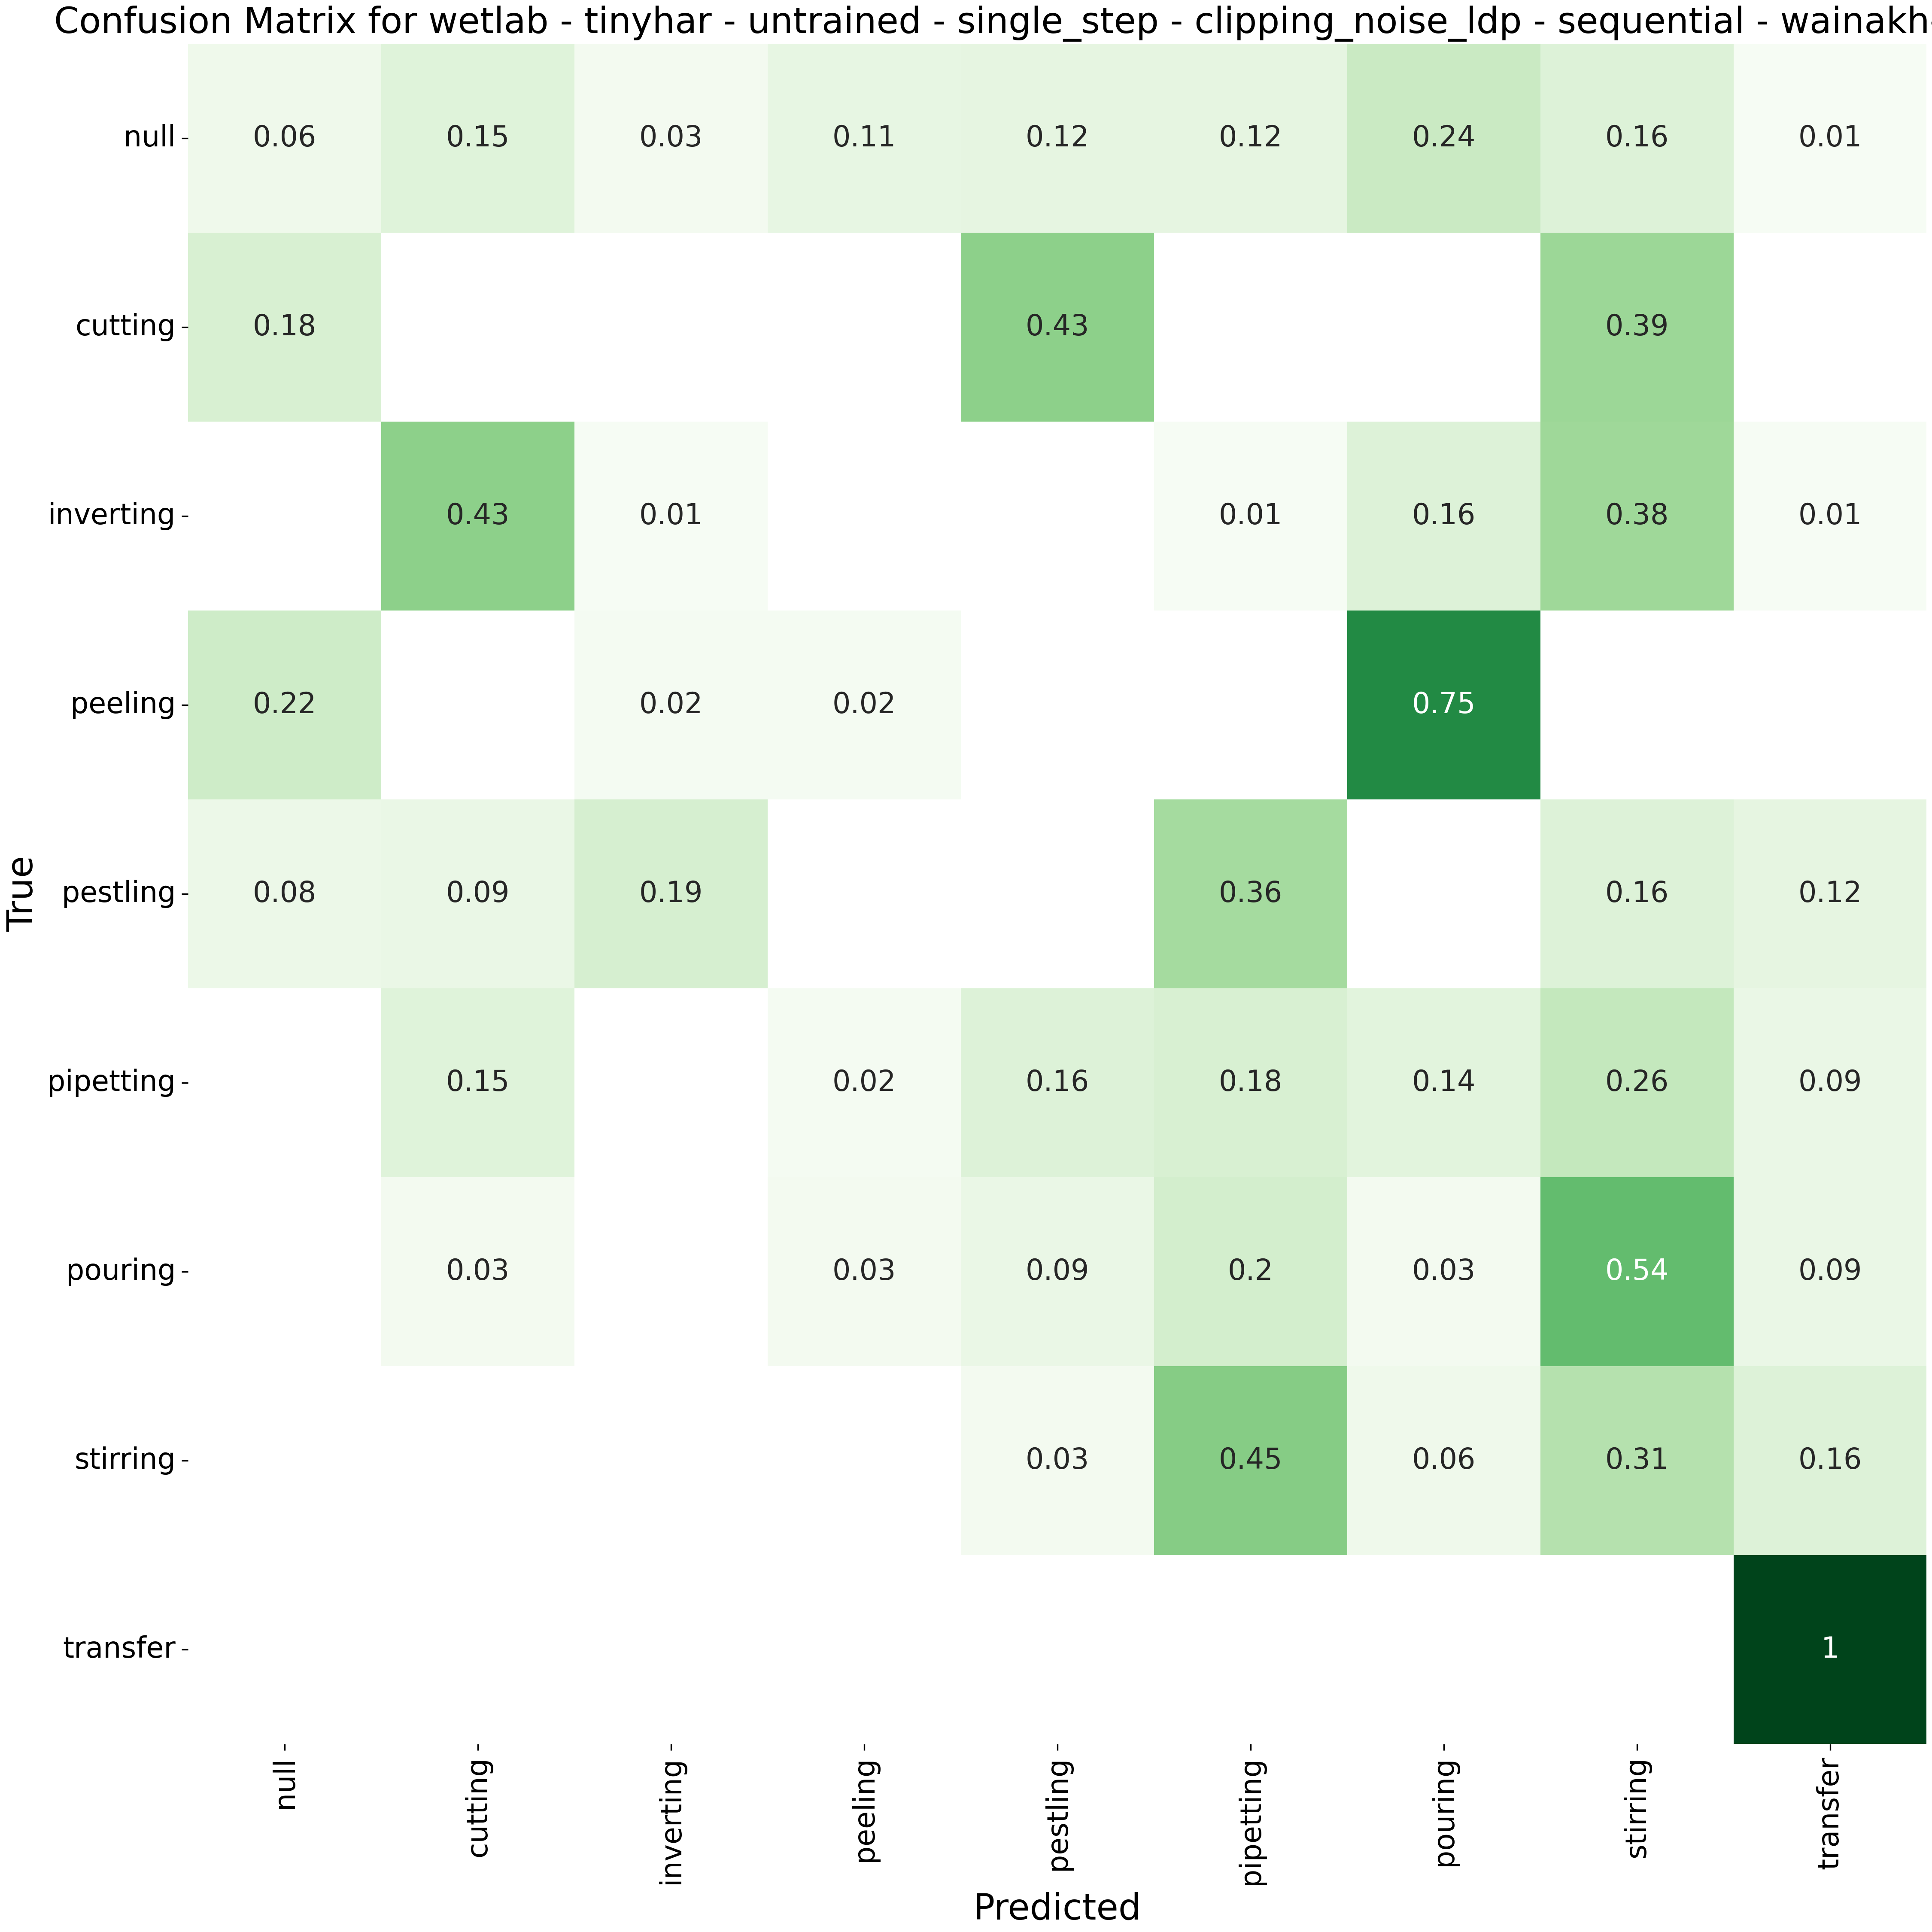 Confusion Matrix for wetlab - tinyhar - untrained - single_step - clipping_noise_ldp - sequential - wainakh
null 0.06 0.15 0.03 0.11 0.12 0.12 0.24 0.16 0.01
cutting 0.18 0.43 0.39
inverting 0.43 0.01 0.01 0.16 0.38 0.01
peeling 0.22 0.02 0.02 0.75
pestling 0.08 0.09 0.19 0.36 0.16 0.12
pipetting 0.15 0.02 0.16 0.18 0.14 0.26 0.09
pouring 0.03 0.03 0.09 0.2 0.03 0.54 0.09
stirring 0.03 0.45 0.06 0.31 0.16
transfer 1
True
null cutting inverting peeling pestling pipetting pouring stirring transfer
Predicted